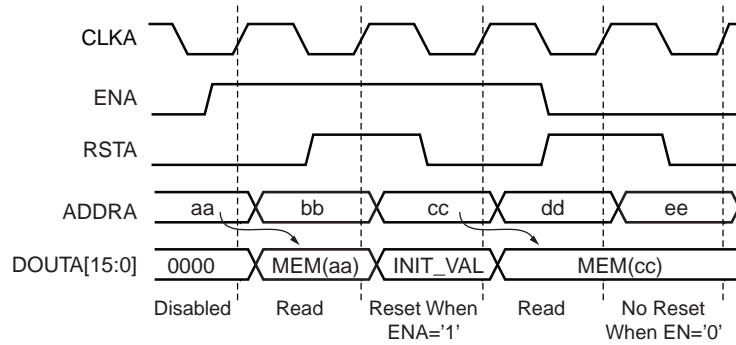 CLKA
ENA
RSTA
ADDRA aa bb cc dd ee
DOUTA[15:0] 0000 MEM(aa) INIT_VAL MEM(cc)
Disabled Read Reset When Read No Reset
ENA='1' When EN='0'